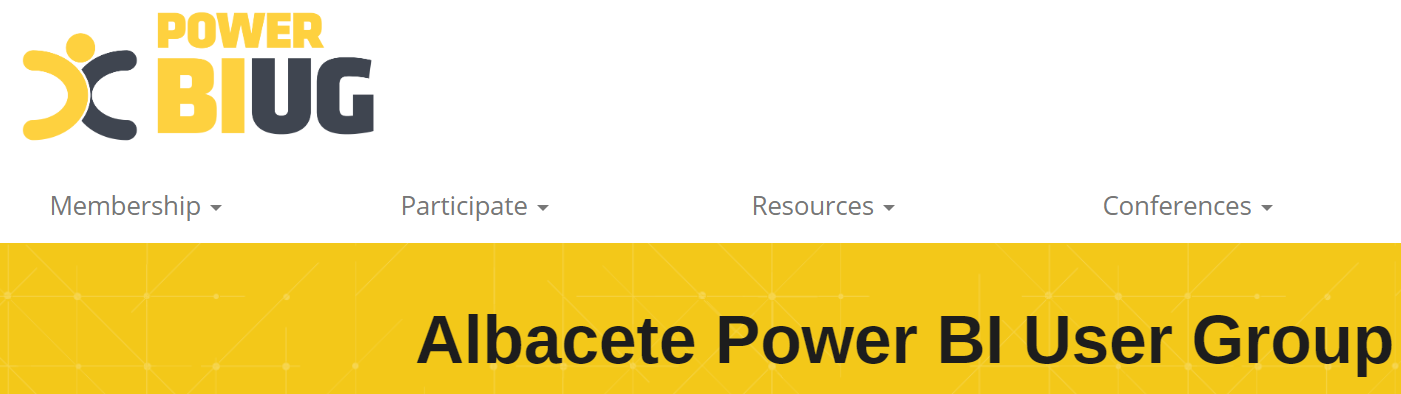 POWER
BIUG
Membership
Participate
Resources
Conferences
Albacete Power BI User Group